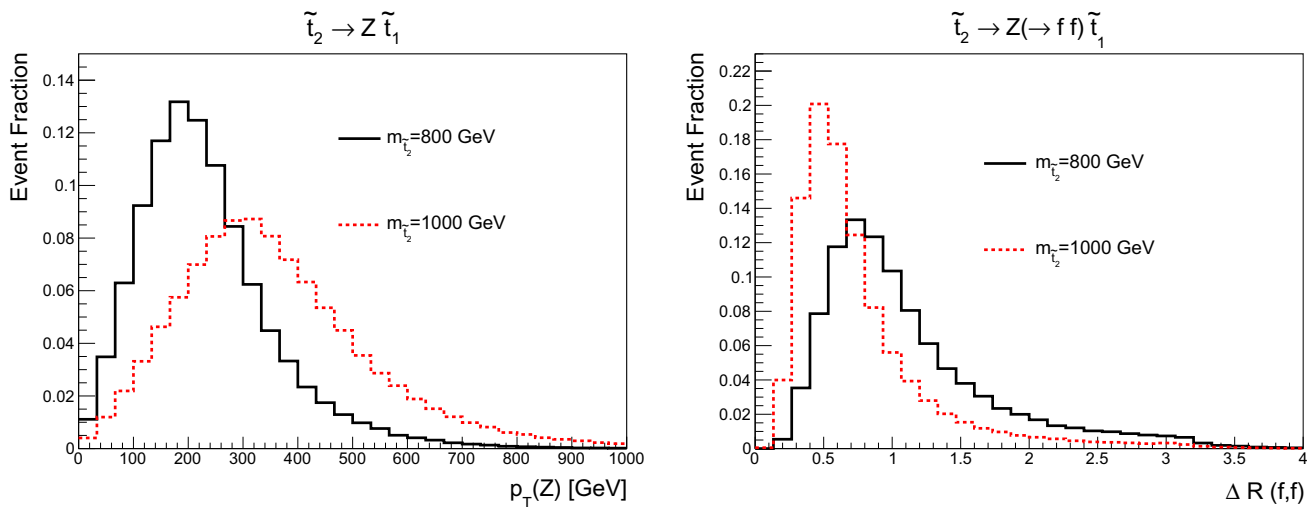 t̃₂ → Z t̃₁
Event Fraction
0.14
0.12
0.1
0.08
0.06
0.04
0.02
0
m_t̃₂=800 GeV
m_t̃₂=1000 GeV
0 100 200 300 400 500 600 700 800 900 1000
p_T(Z) [GeV]
t̃₂ → Z(→ f f) t̃₁
Event Fraction
0.22
0.2
0.18
0.16
0.14
0.12
0.1
0.08
0.06
0.04
0.02
0
m_t̃₂=800 GeV
m_t̃₂=1000 GeV
0 0.5 1 1.5 2 2.5 3 3.5 4
Δ R (f,f)